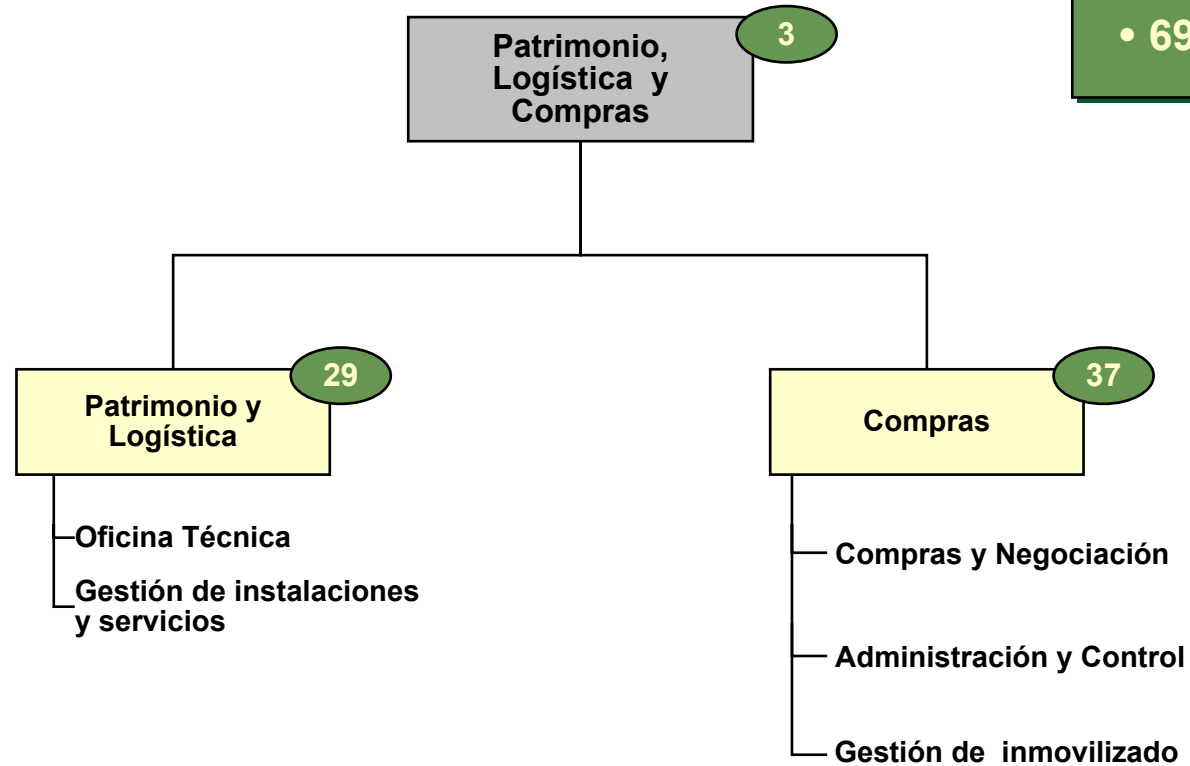 • 69
3
Patrimonio,
Logística y
Compras
29
Patrimonio y
Logística
37
Compras
Oficina Técnica
Gestión de instalaciones
y servicios
Compras y Negociación
Administración y Control
Gestión de inmovilizado